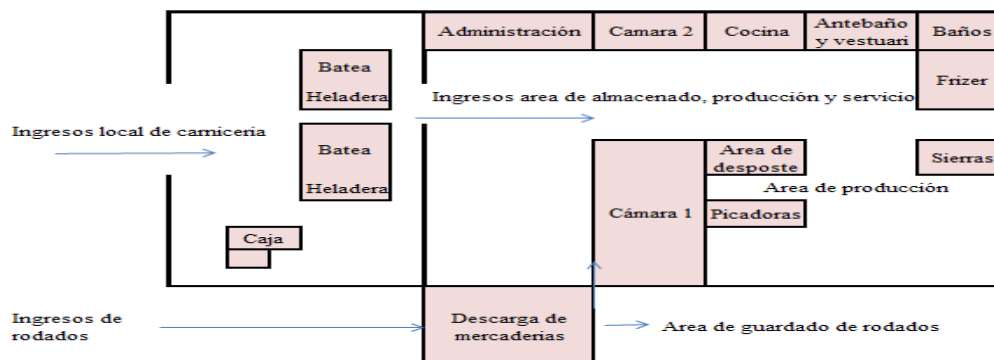 Administración
Camara 2
Cocina
Antebaño
y vestuari
Baños
Batea
Heladera
Frizer
Ingresos area de almacenado, producción y servicio
Ingresos local de carniceria
Batea
Heladera
Area de
desposte
Sierras
Area de producción
Cámara 1
Picadoras
Caja
Ingresos de
rodados
Descarga de
mercaderias
Area de guardado de rodados